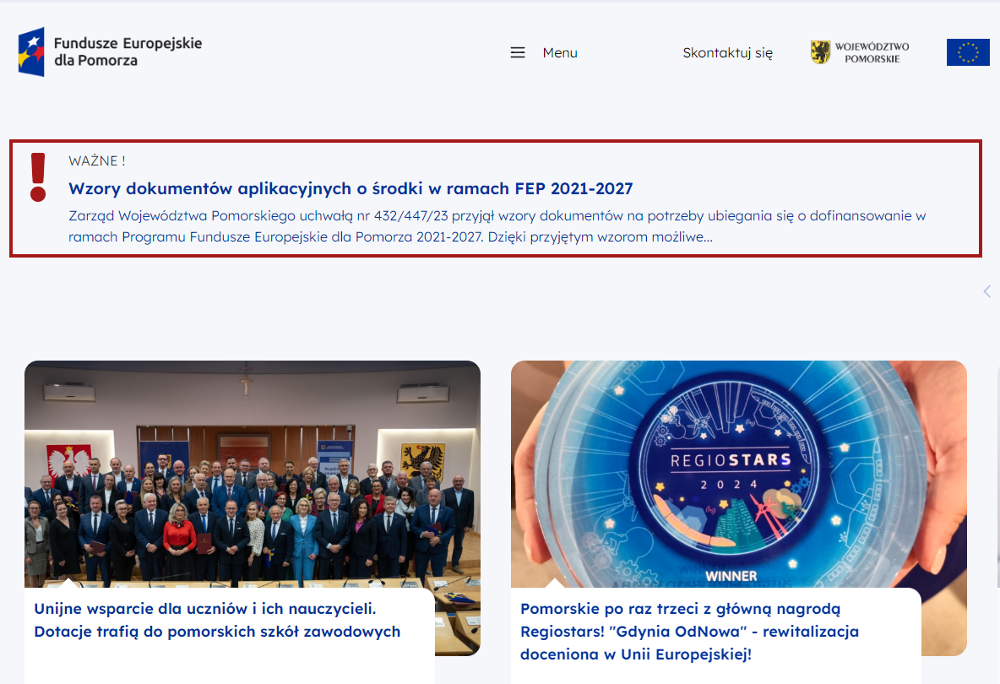 Fundusze Europejskie
dla Pomorza
Menu
Skontaktuj się
WOJEWÓDZTWO
POMORSKIE
WAŻNE !
Wzory dokumentów aplikacyjnych o środki w ramach FEP 2021-2027
Zarząd Województwa Pomorskiego uchwałą nr 432/447/23 przyjął wzory dokumentów na potrzeby ubiegania się o dofinansowanie w
ramach Programu Fundusze Europejskie dla Pomorza 2021-2027. Dzięki przyjętym wzorom możliwe...
REGIOSTARS
2024
WINNER
Unijne wsparcie dla uczniów i ich nauczycieli.
Dotacje trafią do pomorskich szkół zawodowych
Pomorskie po raz trzeci z główną nagrodą
Regiostars! "Gdynia OdNowa" - rewitalizacja
doceniona w Unii Europejskiej!